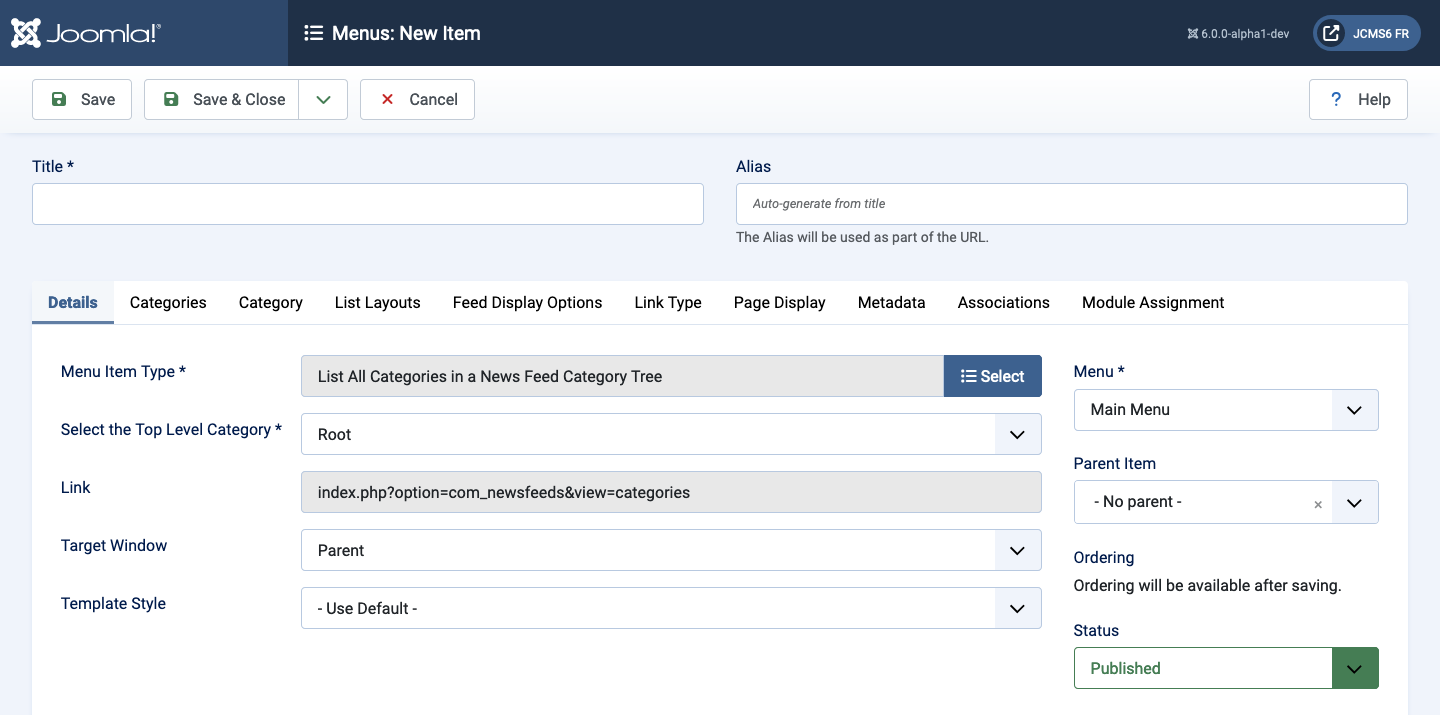 Joomla!®
Menus: New Item
6.0.0-alpha1-dev
JCMS6 FR
Save
Save & Close
Cancel
? Help
Title *
Alias
Auto-generate from title
The Alias will be used as part of the URL.
Details Categories Category List Layouts Feed Display Options Link Type Page Display Metadata Associations Module Assignment
Menu Item Type *
List All Categories in a News Feed Category Tree
Select
Select the Top Level Category *
Root
Link
index.php?option=com_newsfeeds&view=categories
Target Window
Parent
Template Style
- Use Default -
Menu *
Main Menu
Parent Item
- No parent -
Ordering
Ordering will be available after saving.
Status
Published